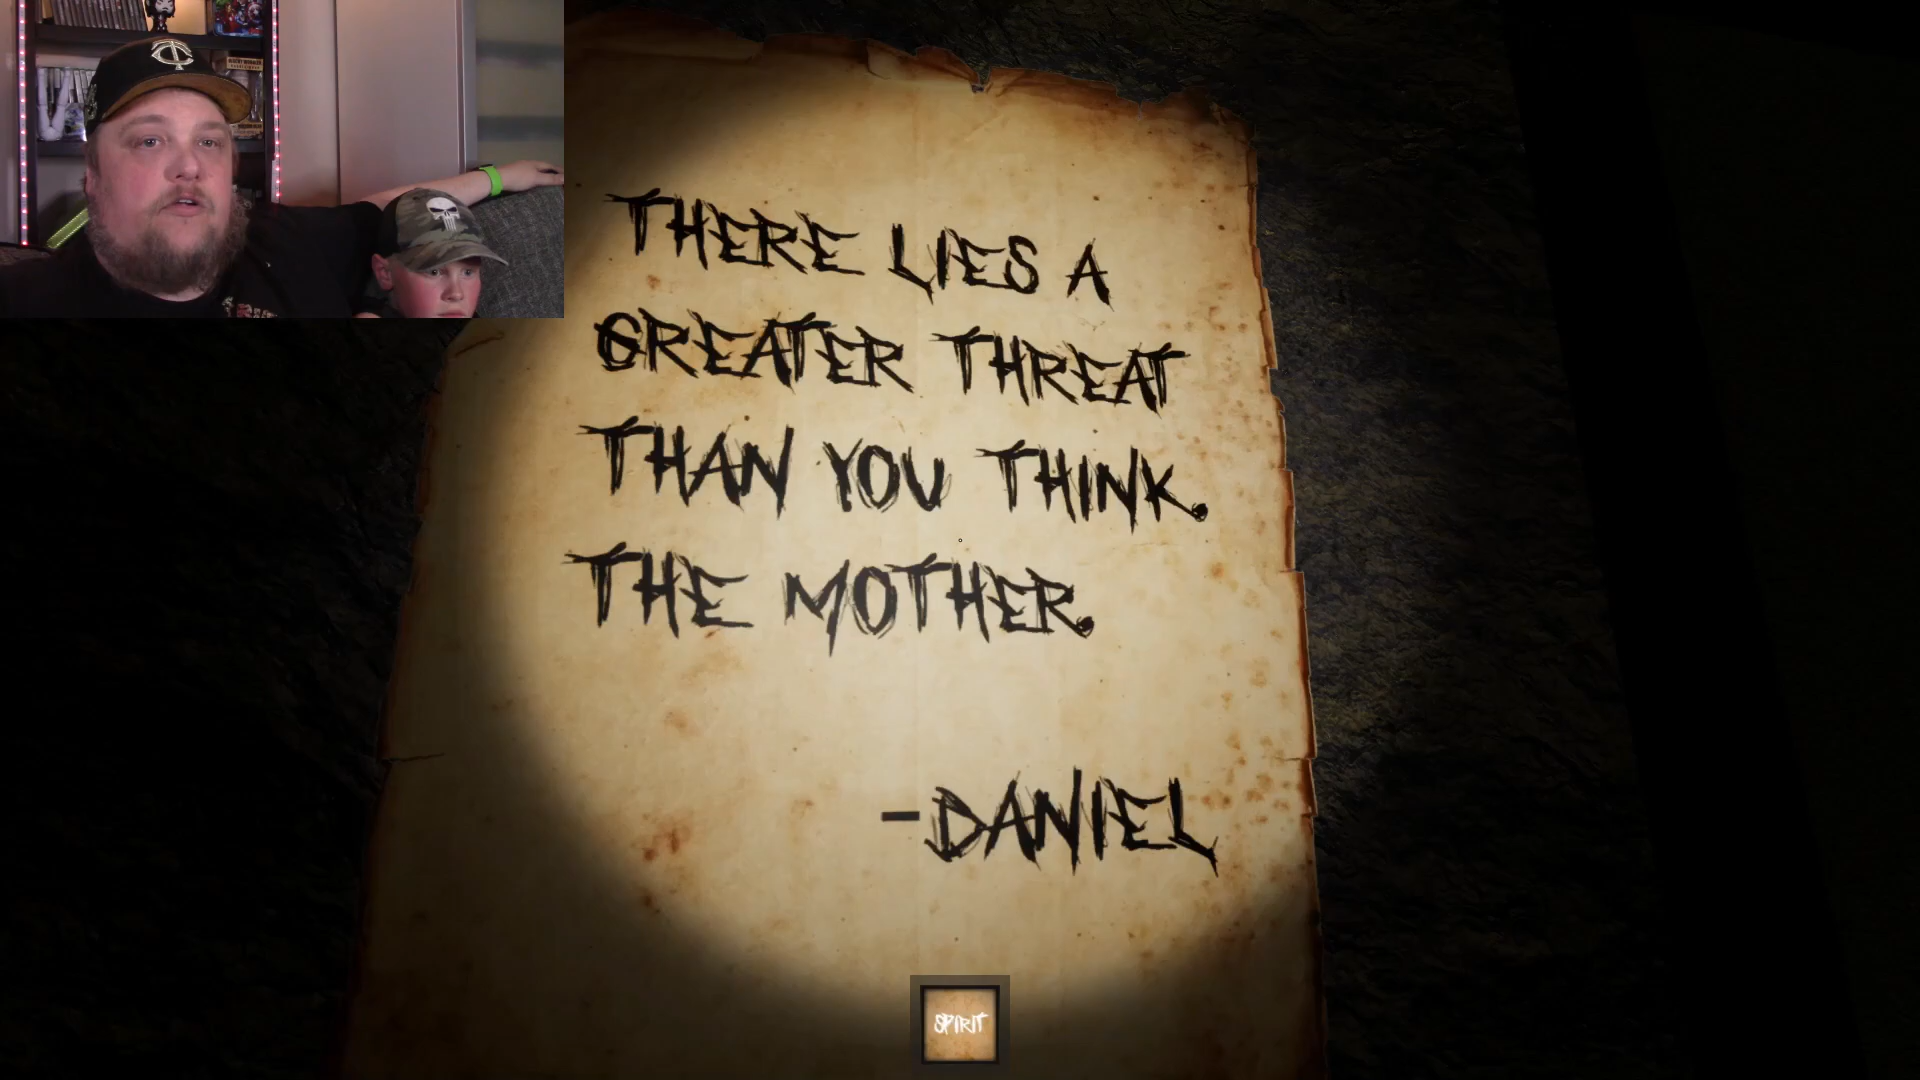 THERE LIES A
GREATER THREAT
THAN YOU THINK.
THE MOTHER.
-DANIEL
SPIRIT